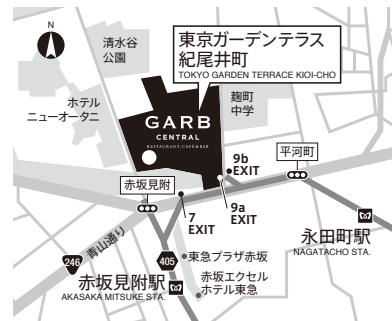 N
清水谷
公園
東京ガーデンテラス
紀尾井町
TOKYO GARDEN TERRACE KIOI-CHO
ホテル
ニューオータニ
麹町
中学
GARB
CENTRAL
RESTAURANT, CAFE & BAR
9b
EXIT
平河町
赤坂見附
9a
EXIT
7
EXIT
青山通り
永田町駅
NAGATACHO STA.
東急プラザ赤坂
246
405
赤坂見附駅
AKASAKA MITSUKE STA.
赤坂エクセル
ホテル東急